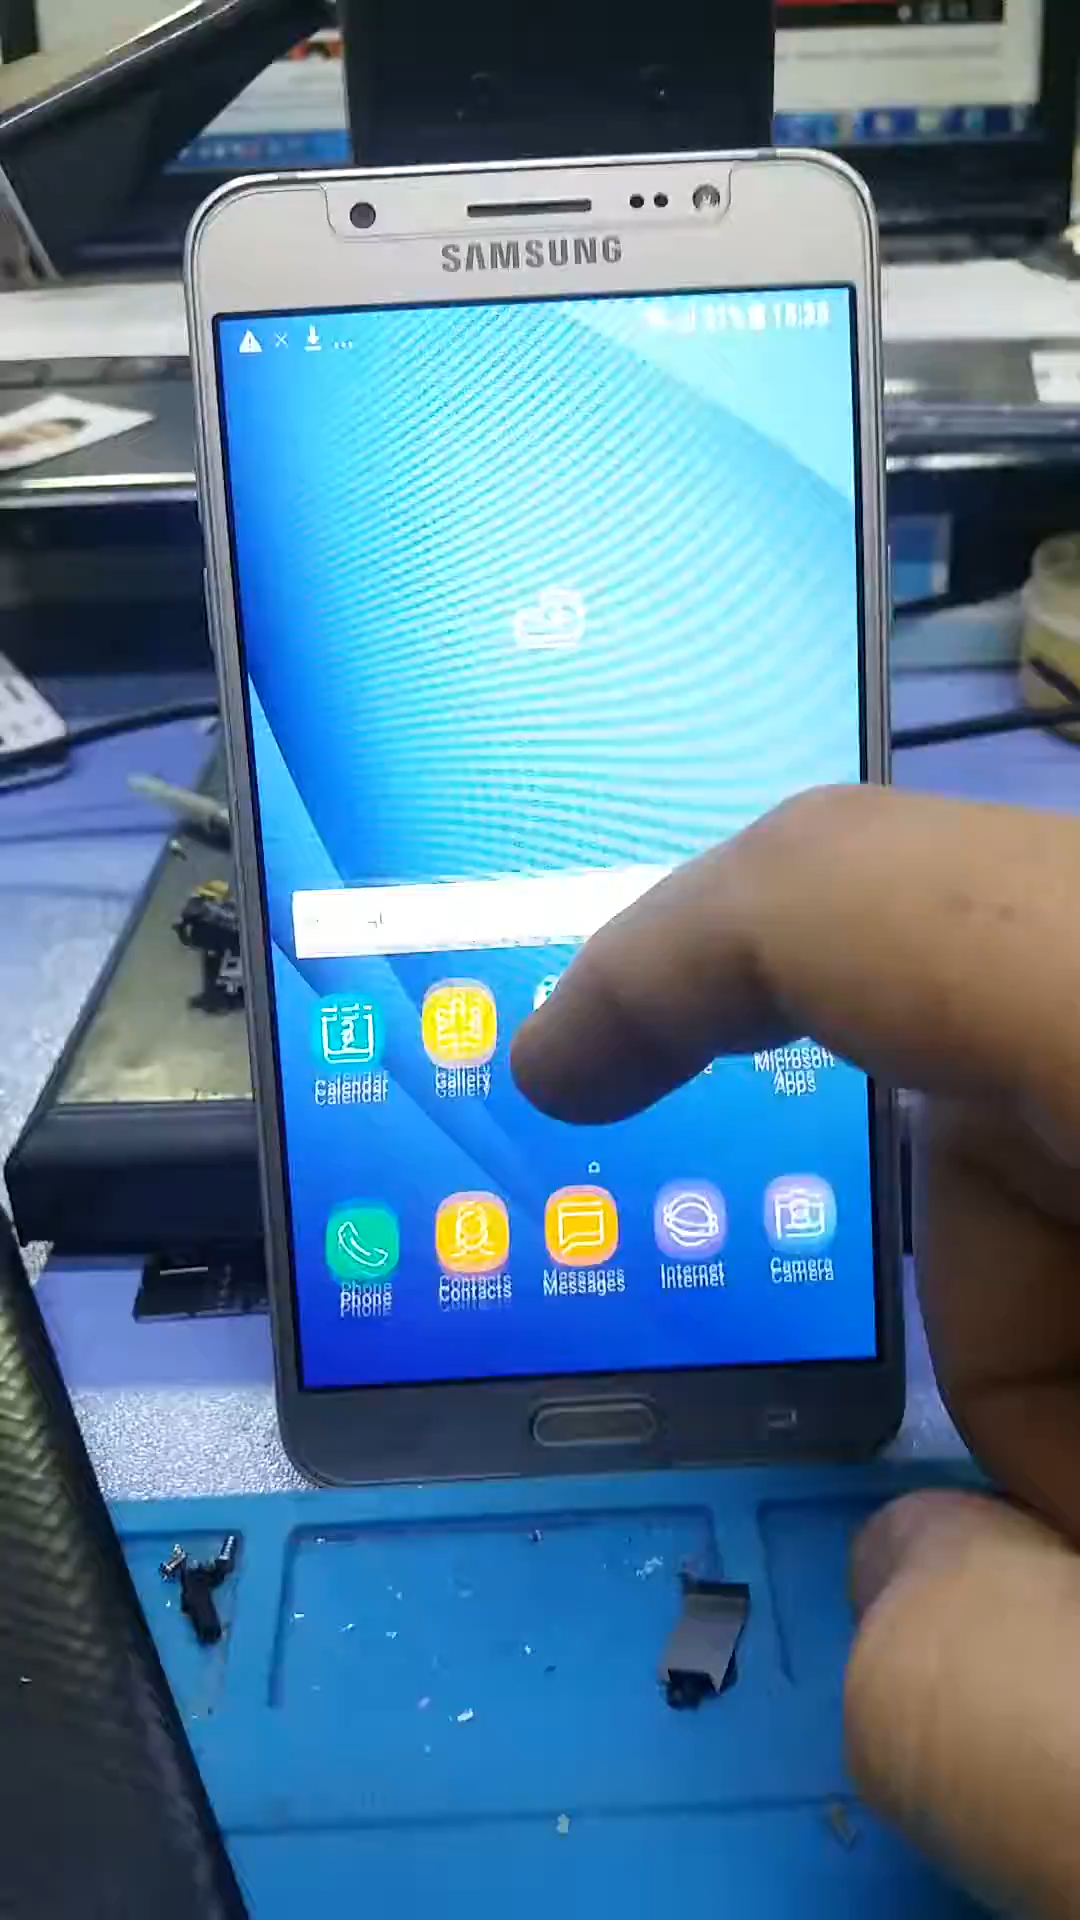 SAMSUNG
Calendar
Gallery
Microsoft
Apps
Phone
Contacts
Messages
Internet
Camera